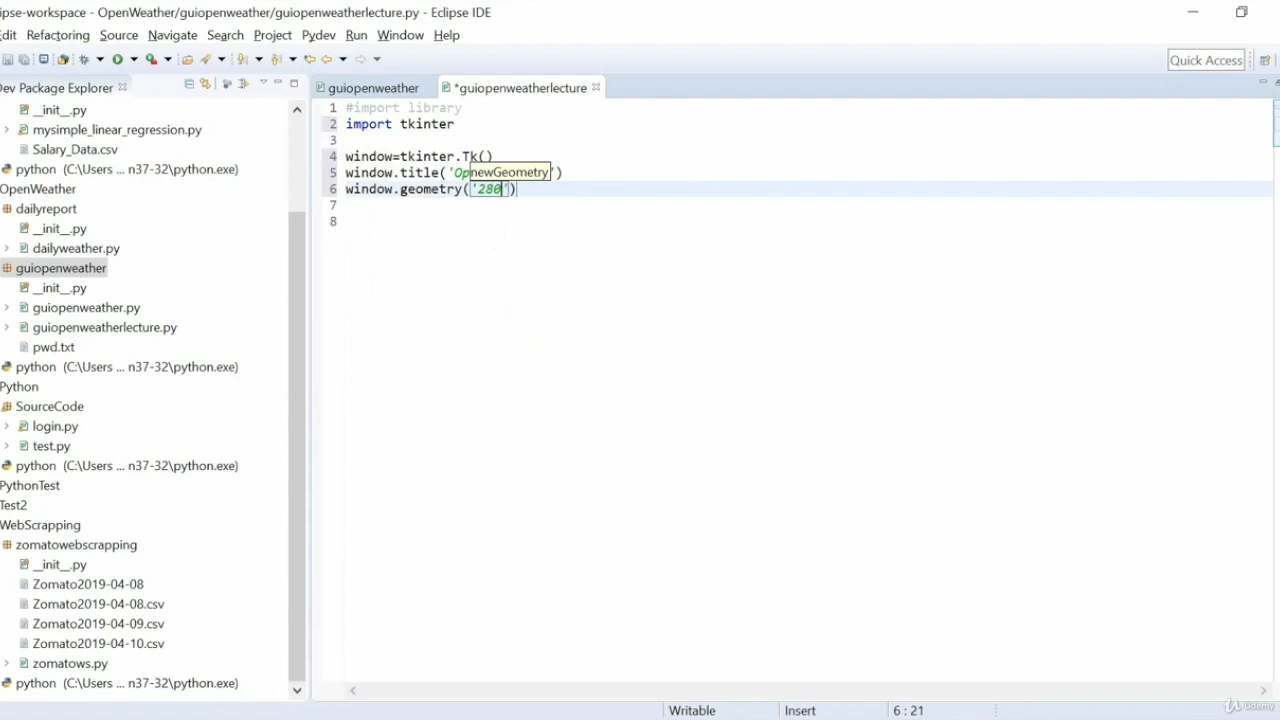 ipse-workspace - OpenWeather/guiopenweather/guiopenweatherlecture.py - Eclipse IDE
dit Refactoring Source Navigate Search Project Pydev Run Window Help
Quick Access
Dev Package Explorer
guiopenweather
*guiopenweatherlecture
__init__.py
mysimple_linear_regression.py
Salary_Data.csv
python (C:\Users ... n37-32\python.exe)
OpenWeather
dailyreport
__init__.py
dailyweather.py
guiopenweather
__init__.py
guiopenweather.py
guiopenweatherlecture.py
pwd.txt
python (C:\Users ... n37-32\python.exe)
Python
SourceCode
login.py
test.py
python (C:\Users ... n37-32\python.exe)
PythonTest
Test2
WebScrapping
zomatowebscrapping
__init__.py
Zomato2019-04-08
Zomato2019-04-08.csv
Zomato2019-04-09.csv
Zomato2019-04-10.csv
zomatows.py
python (C:\Users ... n37-32\python.exe)
1 #import library
2 import tkinter
3
4 window=tkinter.Tk()
5 window.title('Op newGeometry ')
6 window.geometry('280')
7
8
Writable
Insert
6 : 21
Udemy